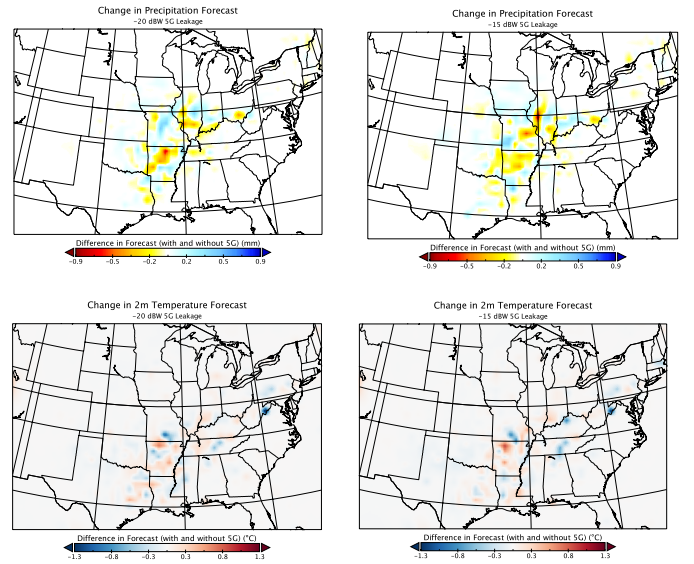 Change in Precipitation Forecast
−20 dBW 5G Leakage
Difference in Forecast (with and without 5G) (mm)
−0.9 −0.5 −0.2 0.2 0.5 0.9
Change in Precipitation Forecast
−15 dBW 5G Leakage
Difference in Forecast (with and without 5G) (mm)
−0.9 −0.5 −0.2 0.2 0.5 0.9
Change in 2m Temperature Forecast
−20 dBW 5G Leakage
Difference in Forecast (with and without 5G) (°C)
−1.3 −0.8 −0.3 0.3 0.8 1.3
Change in 2m Temperature Forecast
−15 dBW 5G Leakage
Difference in Forecast (with and without 5G) (°C)
−1.3 −0.8 −0.3 0.3 0.8 1.3